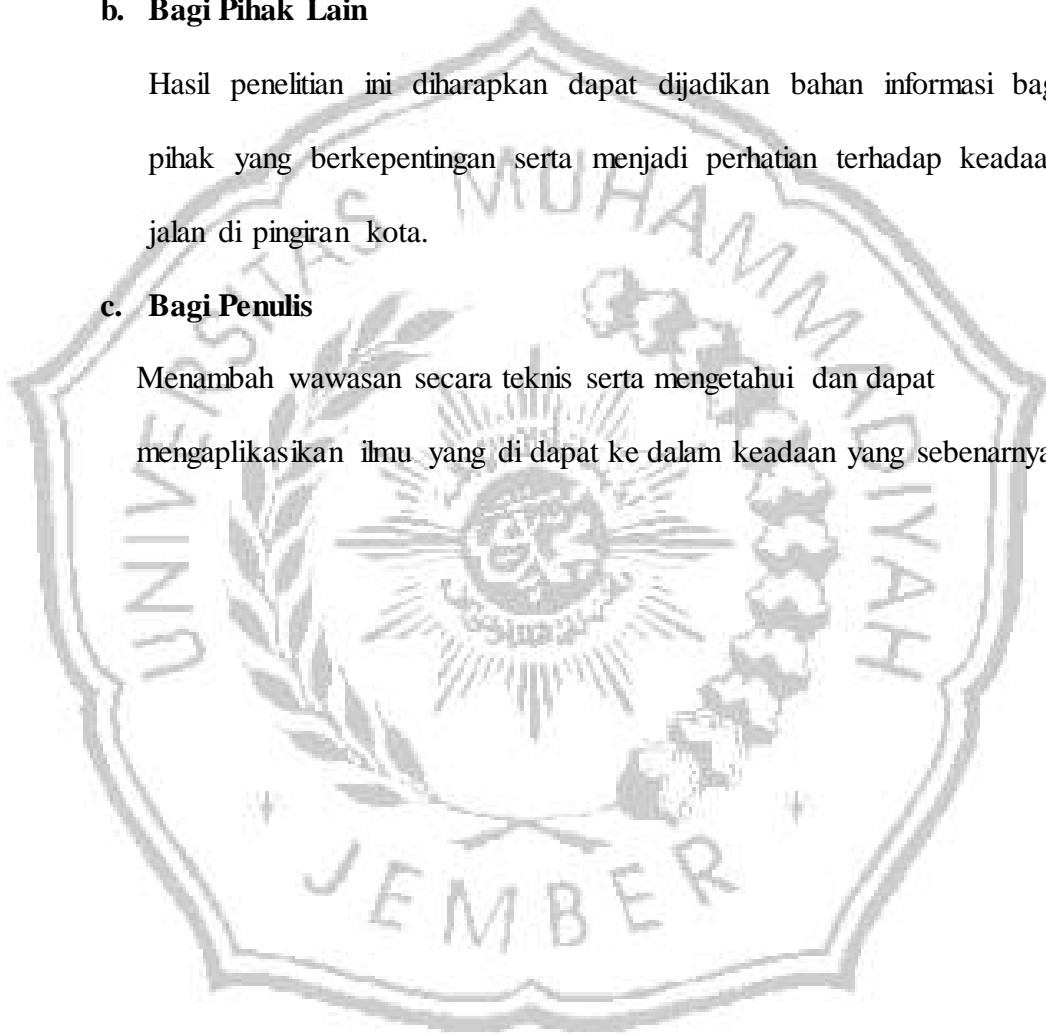 b. Bagi Pihak Lain
Hasil penelitian ini diharapkan dapat dijadikan bahan informasi bag
pihak yang berkepentingan serta menjadi perhatian terhadap keadaa
jalan di pingiran kota.
c. Bagi Penulis
Menambah wawasan secara teknis serta mengetahui dan dapat
mengaplikasikan ilmu yang di dapat ke dalam keadaan yang sebenarnya
UNIVERSITAS MUHAMMADIYAH
JEMBER